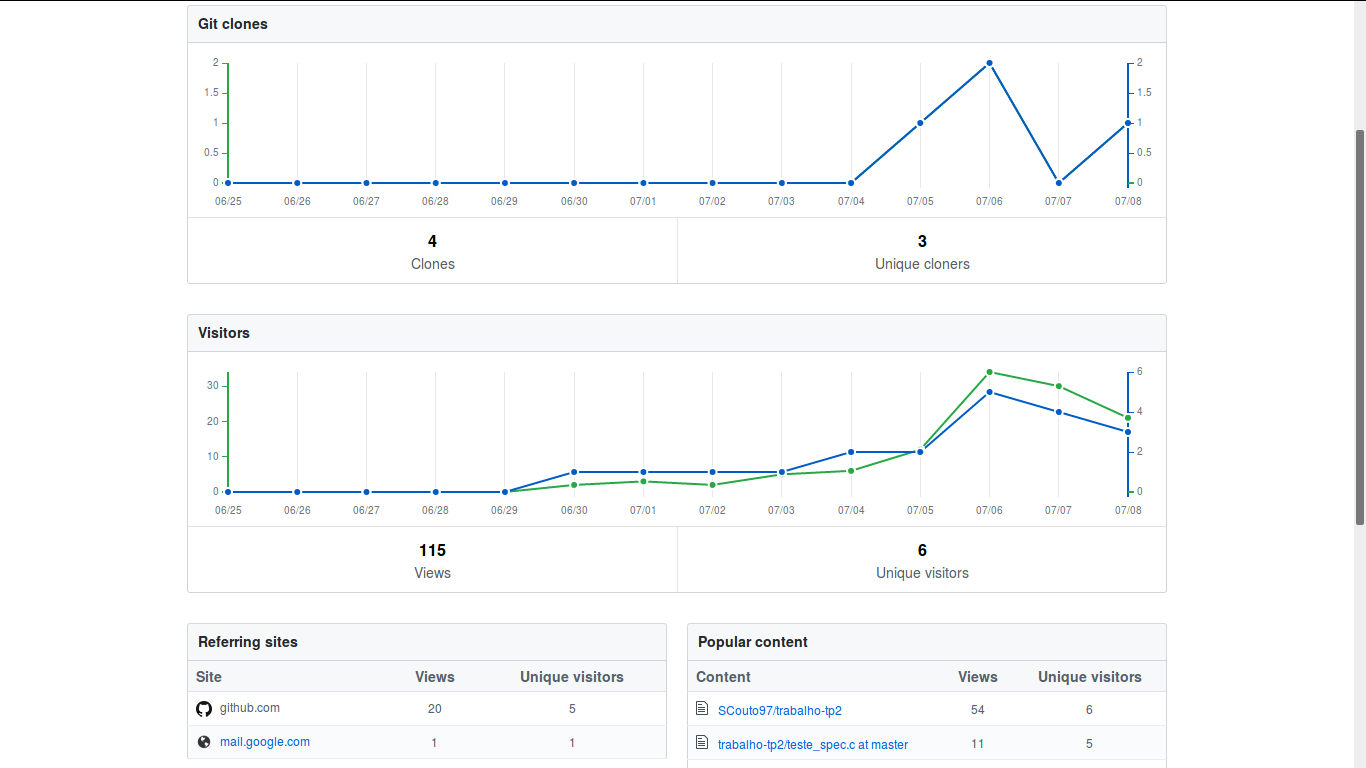 Git clones
2 2
1.5 1.5
1 1
0.5 0.5
0 0
06/25 06/26 06/27 06/28 06/29 06/30 07/01 07/02 07/03 07/04 07/05 07/06 07/07 07/08
4 3
Clones Unique cloners
Visitors
6
30
20 4
10 2
0 0
06/25 06/26 06/27 06/28 06/29 06/30 07/01 07/02 07/03 07/04 07/05 07/06 07/07 07/08
115 6
Views Unique visitors
Referring sites
Site Views Unique visitors
github.com 20 5
mail.google.com 1 1
Popular content
Content Views Unique visitors
SCouto97/trabalho-tp2 54 6
trabalho-tp2/teste_spec.c at master 11 5